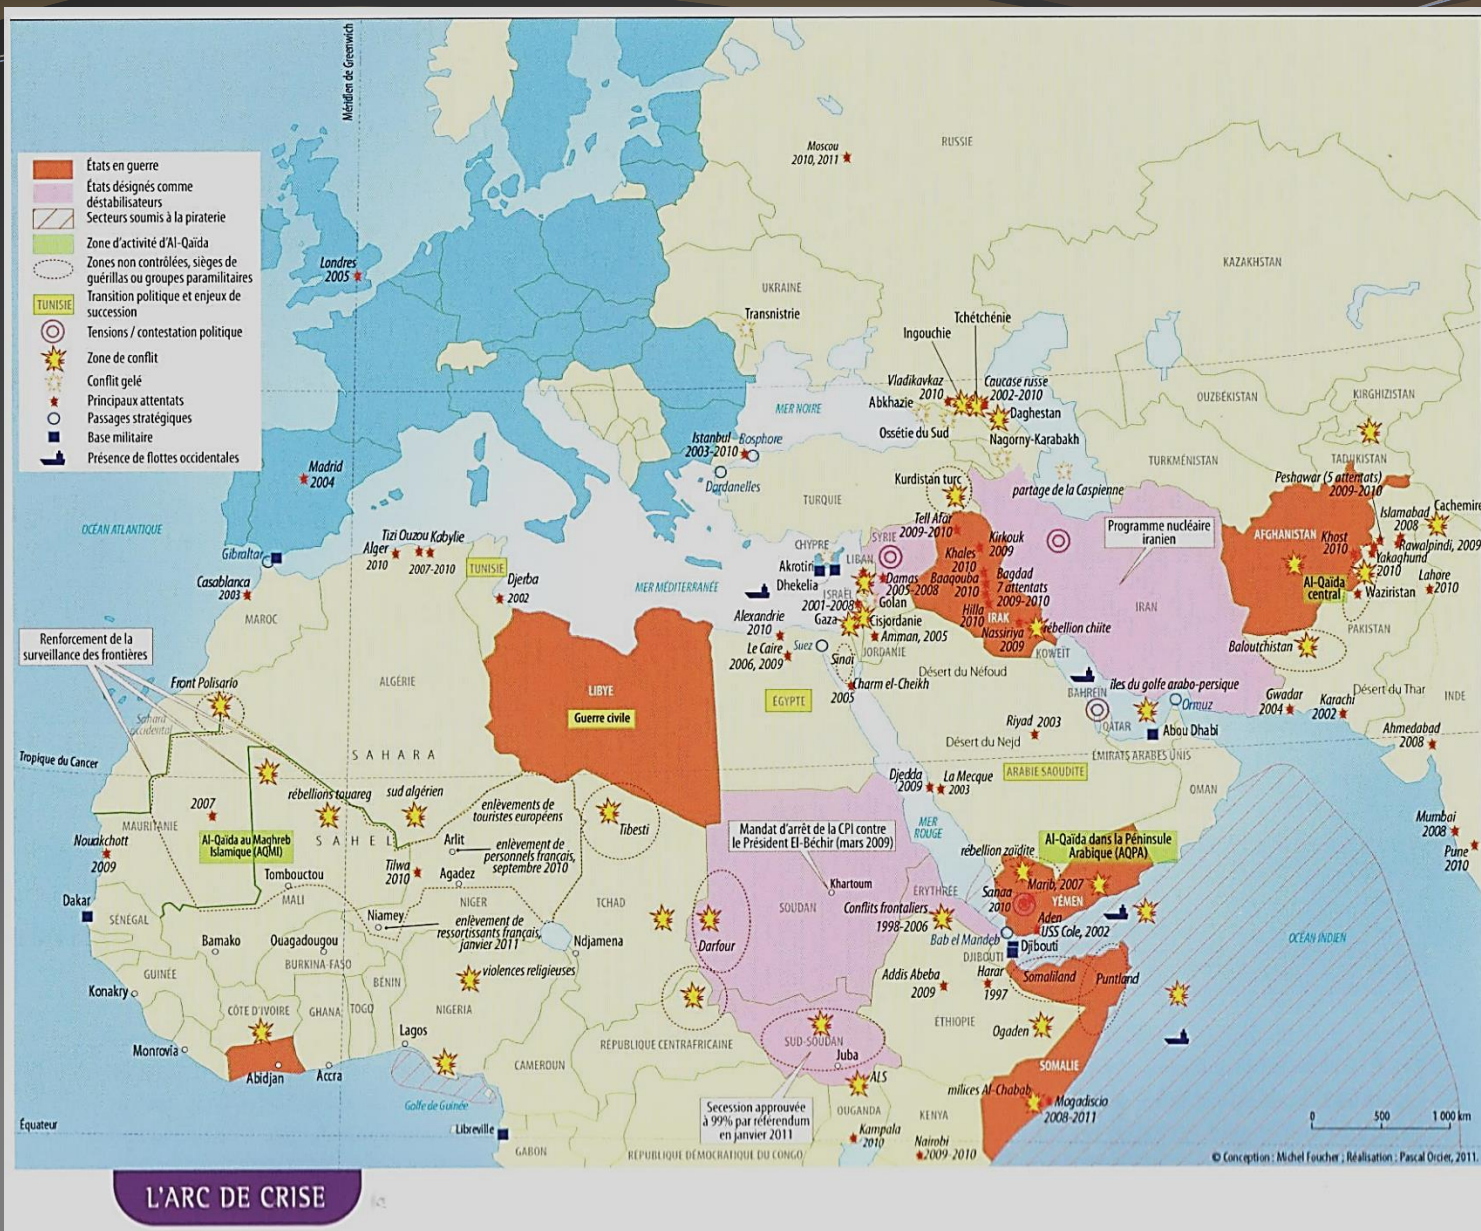 Méridien de Greenwich
États en guerre
États désignés comme
déstabilisateurs
Secteurs soumis à la piraterie
Zone d'activité d'Al-Qaïda
Zones non contrôlées, sièges de
guérillas ou groupes paramilitaires
TUNISIE
Transition politique et enjeux de
succession
Tensions / contestation politique
Zone de conflit
Conflit gelé
Principaux attentats
Passages stratégiques
Base militaire
Présence de flottes occidentales
Moscou
2010, 2011
RUSSIE
Londres
2005
KAZAKHSTAN
UKRAINE
Transnistrie
Tchétchénie
Ingouchie
Vladikavkaz
2010
Caucase russe
2002-2010
Abkhazie
Daghestan
Ossétie du Sud
Nagorny-Karabakh
MER NOIRE
OUZBÉKISTAN
KIRGHIZISTAN
TADJIKISTAN
TURKMÉNISTAN
Istanbul
2003-2010
Bosphore
Dardanelles
TURQUIE
Kurdistan turc
partage de la Caspienne
Madrid
2004
OCÉAN ATLANTIQUE
Gibraltar
Casablanca
2003
MAROC
Alger
2010
Tizi Ouzou
Kabylie
2007-2010
TUNISIE
Djerba
2002
MER MÉDITERRANÉE
CHYPRE
Akrotiri
Dhekelia
SYRIE
LIBAN
Damas
2005-2008
Golan
ISRAËL
2001-2008
Gaza
Cisjordanie
Amman, 2005
JORDANIE
Alexandrie
2010
Le Caire
2006, 2009
Suez
Sinaï
Charm el-Cheikh
2005
ÉGYPTE
Tell Afar
2009-2010
Kirkouk
2009
Khales
2010
Baaqouba
2010
Bagdad
7 attentats
2009-2010
Hilla
2010
IRAK
Nassiriya
2009
rébellion chiite
KOWEÏT
Programme nucléaire
iranien
IRAN
Peshawar (5 attentats)
2009-2010
Islamabad
2008
Cachemire
AFGHANISTAN
Khost
2010
Rawalpindi, 2009
Yakaghund
2010
Al-Qaïda
central
Waziristan
Lahore
2010
PAKISTAN
Baloutchistan
Désert du Thar
INDE
Gwadar
2004
Karachi
2002
Ahmedabad
2008
Mumbai
2008
Pune
2010
Désert du Néfoud
BAHREÏN
îles du golfe arabo-persique
Ormuz
QATAR
Abou Dhabi
ÉMIRATS ARABES UNIS
Riyad 2003
Désert du Nejd
ARABIE SAOUDITE
OMAN
Djedda
2009
La Mecque
2003
MER
ROUGE
Al-Qaïda dans la Péninsule
Arabique (AQPA)
rébellion zaïdite
Sanaa
2010
Marib, 2007
YÉMEN
Aden
USS Cole, 2002
Bab el Mandeb
DJIBOUTI
Djibouti
OCÉAN INDIEN
Renforcement de la
surveillance des frontières
Front Polisario
Sahara
occidental
ALGÉRIE
LIBYE
Guerre civile
Tropique du Cancer
SAHARA
rébellions touareg
sud algérien
enlèvements de
touristes européens
Tibesti
2007
MAURITANIE
Nouakchott
2009
Al-Qaïda au Maghreb
Islamique (AQMI)
SAHEL
Arlit
enlèvement de
personnels français,
septembre 2010
Tilwa
2010
Agadez
Tombouctou
MALI
NIGER
TCHAD
Dakar
SÉNÉGAL
Niamey
enlèvement de
ressortissants français,
janvier 2011
Ndjamena
Bamako
Ouagadougou
BURKINA-FASO
BÉNIN
violences religieuses
GUINÉE
Konakry
CÔTE D'IVOIRE
GHANA
TOGO
NIGERIA
Lagos
Monrovia
Abidjan
Accra
CAMEROUN
Golfe de Guinée
Libreville
GABON
Équateur
Mandat d'arrêt de la CPI contre
le Président El-Béchir (mars 2009)
Khartoum
SOUDAN
ÉRYTHRÉE
Darfour
Conflits frontaliers
1998-2006
Addis Abeba
2009
Harar
1997
Somaliland
Puntland
ÉTHIOPIE
Ogaden
RÉPUBLIQUE CENTRAFRICAINE
SUD-SOUDAN
Juba
ALS
SOMALIE
milices Al-Chabab
Mogadiscio
2008-2011
Secession approuvée
à 99% par référendum
en janvier 2011
OUGANDA
Kampala
2010
KENYA
Nairobi
2009-2010
RÉPUBLIQUE DÉMOCRATIQUE DU CONGO
0 500 1 000 km
© Conception : Michel Foucher ; Réalisation : Pascal Orcier, 2011.
L'ARC DE CRISE